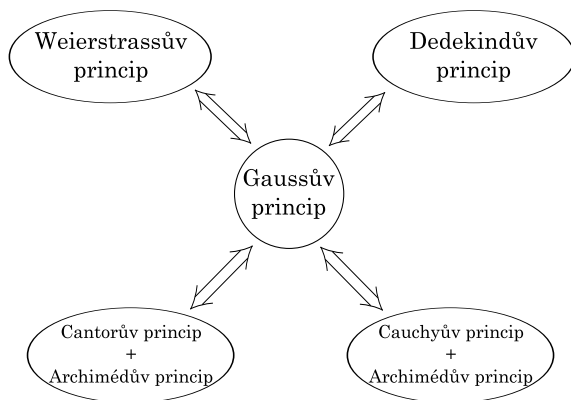 Weierstrassův
princip
Dedekindův
princip
Gaussův
princip
Cantorův princip
+
Archimédův princip
Cauchyův princip
+
Archimédův princip